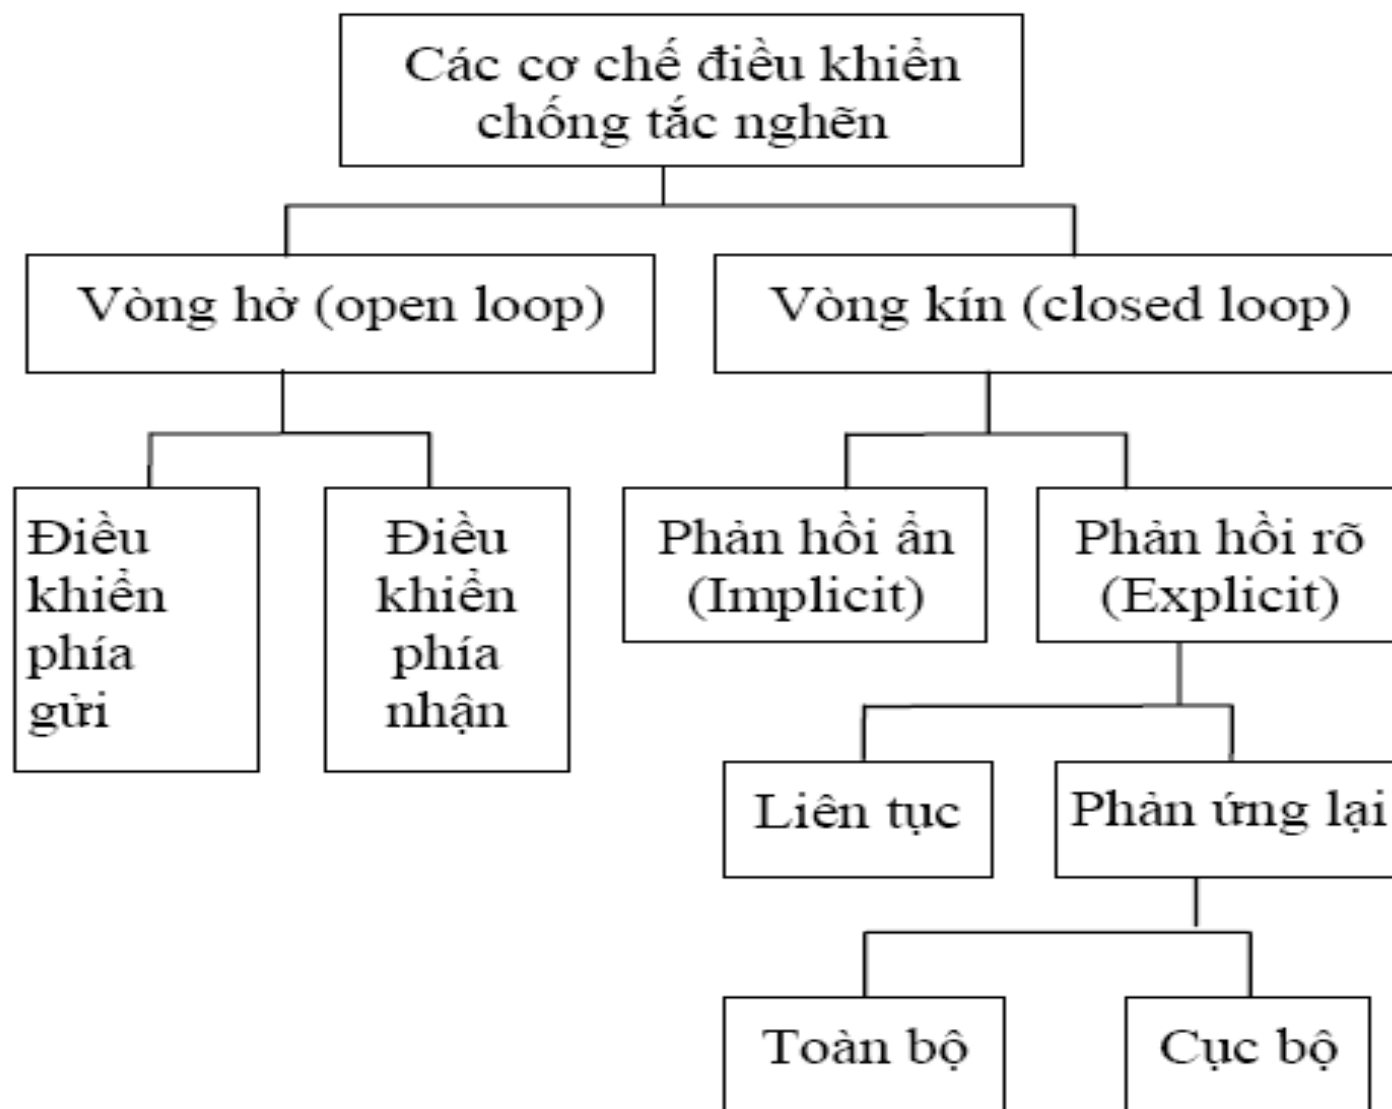 Các cơ chế điều khiển
chống tắc nghẽn
Vòng hở (open loop)
Vòng kín (closed loop)
Điều
khiển
phía
gửi
Điều
khiển
phía
nhận
Phản hồi ẩn
(Implicit)
Phản hồi rõ
(Explicit)
Liên tục
Phản ứng lại
Toàn bộ
Cục bộ